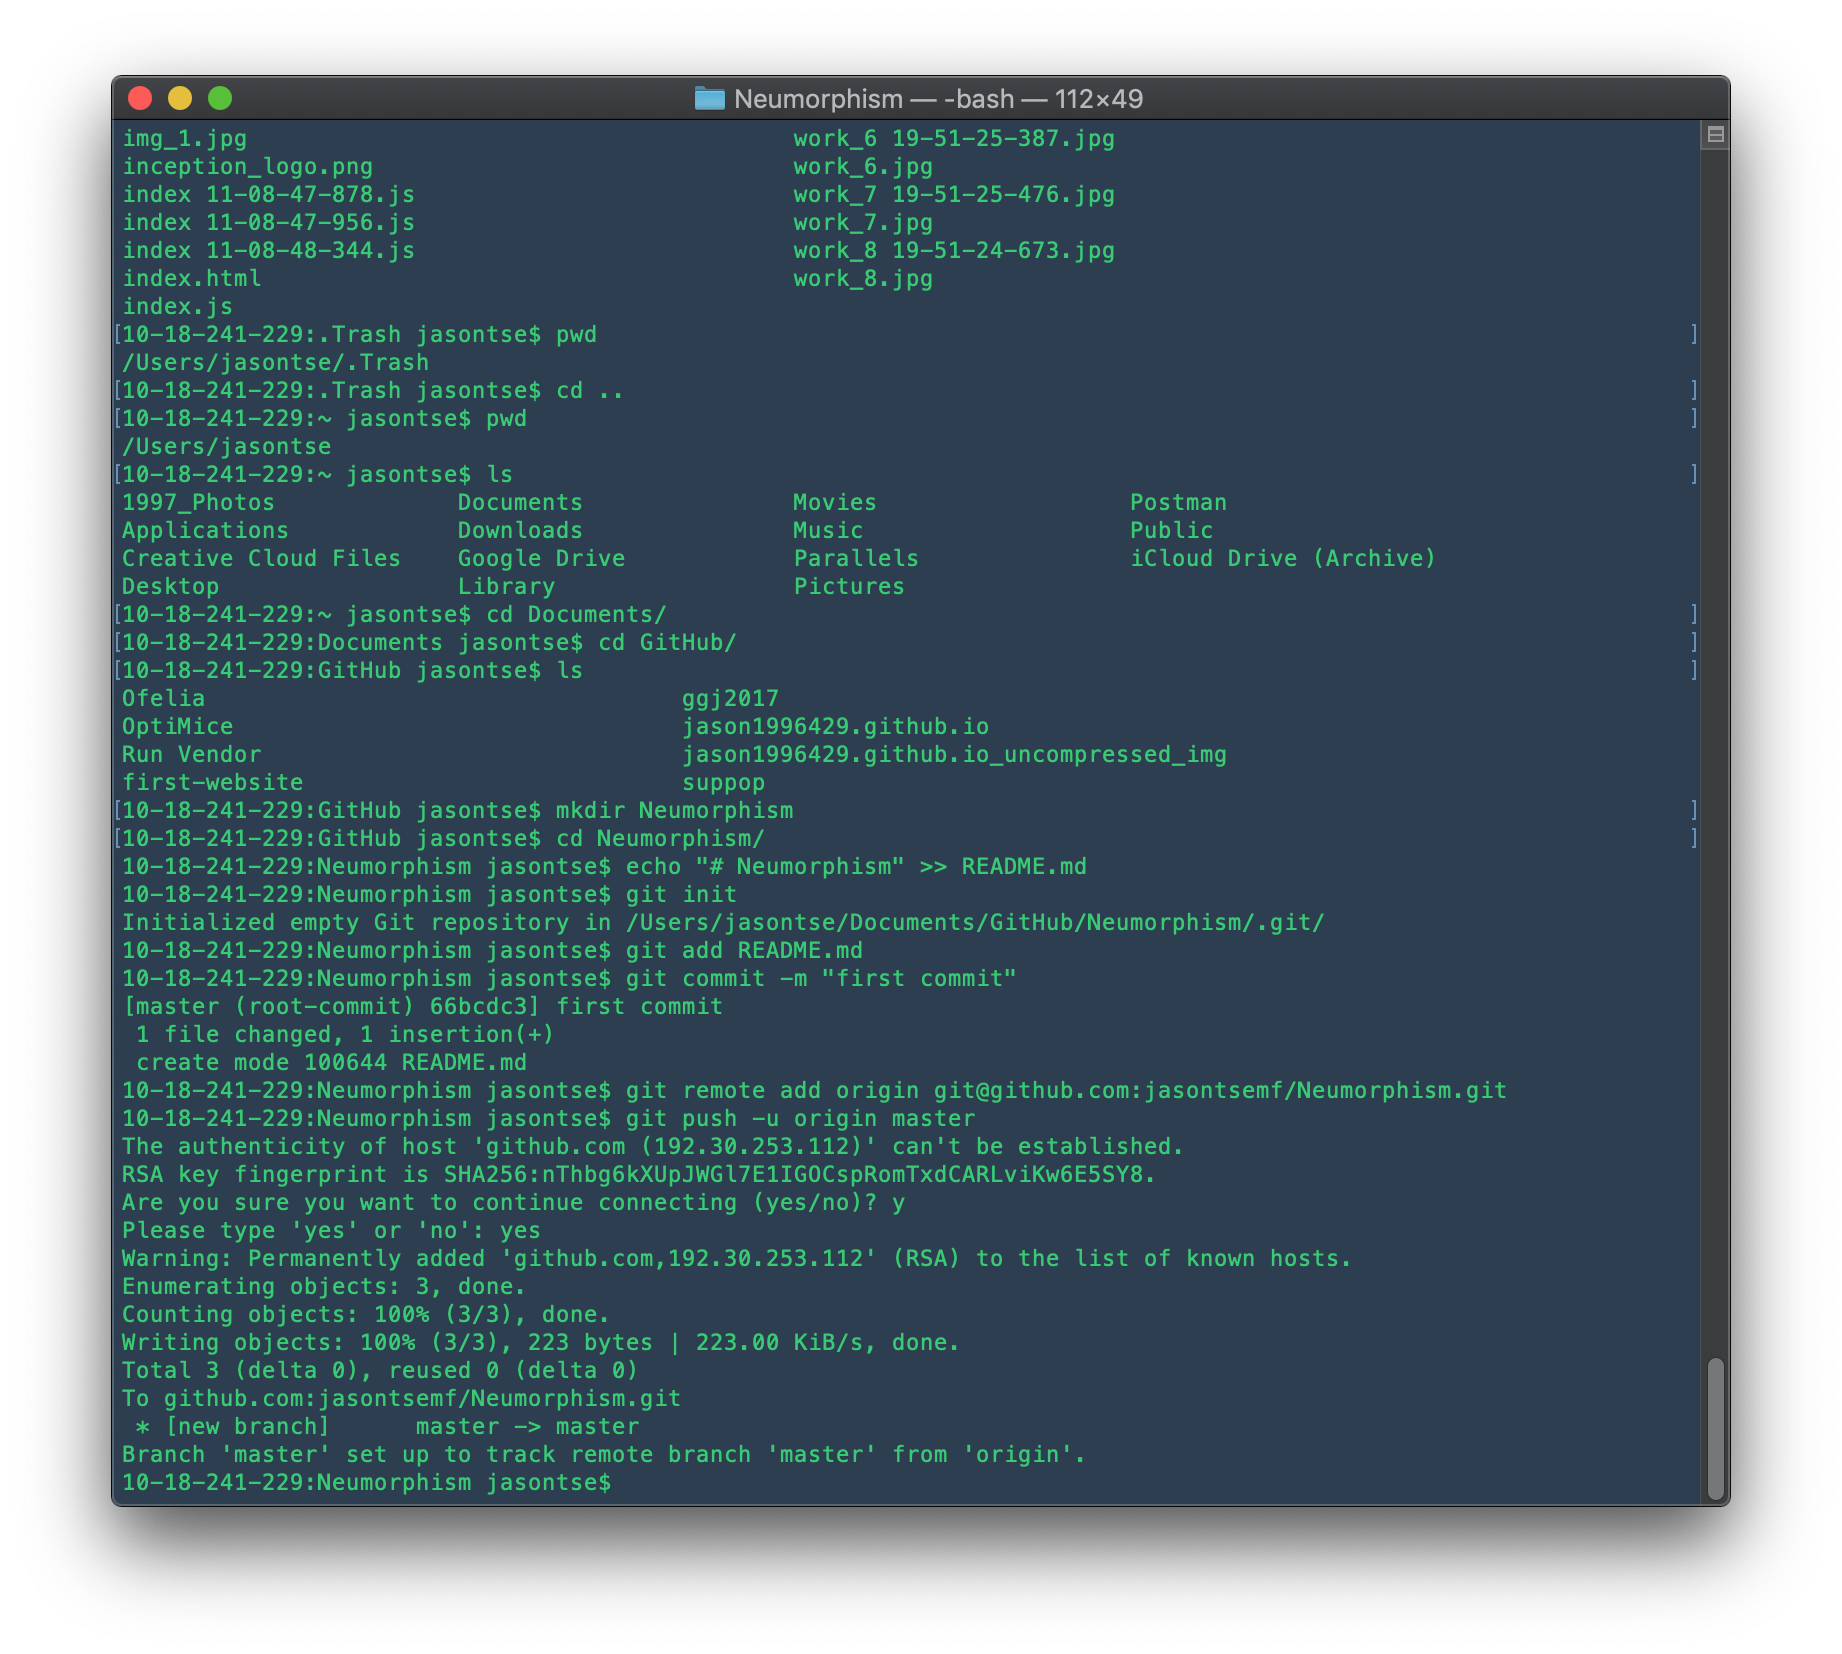 Neumorphism — -bash — 112×49
img_1.jpg work_6 19-51-25-387.jpg
inception_logo.png work_6.jpg
index 11-08-47-878.js work_7 19-51-25-476.jpg
index 11-08-47-956.js work_7.jpg
index 11-08-48-344.js work_8 19-51-24-673.jpg
index.html work_8.jpg
index.js
[10-18-241-229:.Trash jasontse$ pwd ]
/Users/jasontse/.Trash
[10-18-241-229:.Trash jasontse$ cd .. ]
[10-18-241-229:~ jasontse$ pwd ]
/Users/jasontse
[10-18-241-229:~ jasontse$ ls ]
1997_Photos Documents Movies Postman
Applications Downloads Music Public
Creative Cloud Files Google Drive Parallels iCloud Drive (Archive)
Desktop Library Pictures
[10-18-241-229:~ jasontse$ cd Documents/ ]
[10-18-241-229:Documents jasontse$ cd GitHub/ ]
[10-18-241-229:GitHub jasontse$ ls ]
Ofelia ggj2017
OptiMice jason1996429.github.io
Run Vendor jason1996429.github.io_uncompressed_img
first-website suppop
[10-18-241-229:GitHub jasontse$ mkdir Neumorphism ]
[10-18-241-229:GitHub jasontse$ cd Neumorphism/ ]
10-18-241-229:Neumorphism jasontse$ echo "# Neumorphism" >> README.md
10-18-241-229:Neumorphism jasontse$ git init
Initialized empty Git repository in /Users/jasontse/Documents/GitHub/Neumorphism/.git/
10-18-241-229:Neumorphism jasontse$ git add README.md
10-18-241-229:Neumorphism jasontse$ git commit -m "first commit"
[master (root-commit) 66bcdc3] first commit
 1 file changed, 1 insertion(+)
 create mode 100644 README.md
10-18-241-229:Neumorphism jasontse$ git remote add origin git@github.com:jasontsemf/Neumorphism.git
10-18-241-229:Neumorphism jasontse$ git push -u origin master
The authenticity of host 'github.com (192.30.253.112)' can't be established.
RSA key fingerprint is SHA256:nThbg6kXUpJWGl7E1IGOCspRomTxdCARLviKw6E5SY8.
Are you sure you want to continue connecting (yes/no)? y
Please type 'yes' or 'no': yes
Warning: Permanently added 'github.com,192.30.253.112' (RSA) to the list of known hosts.
Enumerating objects: 3, done.
Counting objects: 100% (3/3), done.
Writing objects: 100% (3/3), 223 bytes | 223.00 KiB/s, done.
Total 3 (delta 0), reused 0 (delta 0)
To github.com:jasontsemf/Neumorphism.git
 * [new branch] master -> master
Branch 'master' set up to track remote branch 'master' from 'origin'.
10-18-241-229:Neumorphism jasontse$